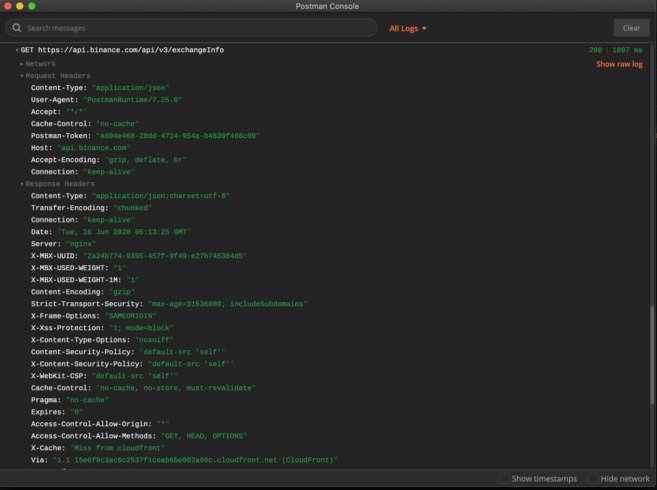 Postman Console
Search messages
All Logs
Clear
GET https://api.binance.com/api/v3/exchangeInfo
200 | 1097 ms
Network
Show raw log
Request Headers
Content-Type: "application/json"
User-Agent: "PostmanRuntime/7.25.0"
Accept: "*/*"
Cache-Control: "no-cache"
Postman-Token: "a604e468-28dd-4714-954a-b4839f466c09"
Host: "api.binance.com"
Accept-Encoding: "gzip, deflate, br"
Connection: "keep-alive"
Response Headers
Content-Type: "application/json;charset=utf-8"
Transfer-Encoding: "chunked"
Connection: "keep-alive"
Date: "Tue, 16 Jun 2020 05:13:25 GMT"
Server: "nginx"
X-MBX-UUID: "2a24b774-9395-457f-9f49-e27b745364d5"
X-MBX-USED-WEIGHT: "1"
X-MBX-USED-WEIGHT-1M: "1"
Content-Encoding: "gzip"
Strict-Transport-Security: "max-age=31536000; includeSubdomains"
X-Frame-Options: "SAMEORIGIN"
X-Xss-Protection: "1; mode=block"
X-Content-Type-Options: "nosniff"
Content-Security-Policy: "default-src 'self'"
X-Content-Security-Policy: "default-src 'self'"
X-WebKit-CSP: "default-src 'self'"
Cache-Control: "no-cache, no-store, must-revalidate"
Pragma: "no-cache"
Expires: "0"
Access-Control-Allow-Origin: "*"
Access-Control-Allow-Methods: "GET, HEAD, OPTIONS"
X-Cache: "Miss from cloudfront"
Via: "1.1 15e6f9c3ac6c2537f1ceab6be002a66c.cloudfront.net (CloudFront)"
Show timestamps
Hide network